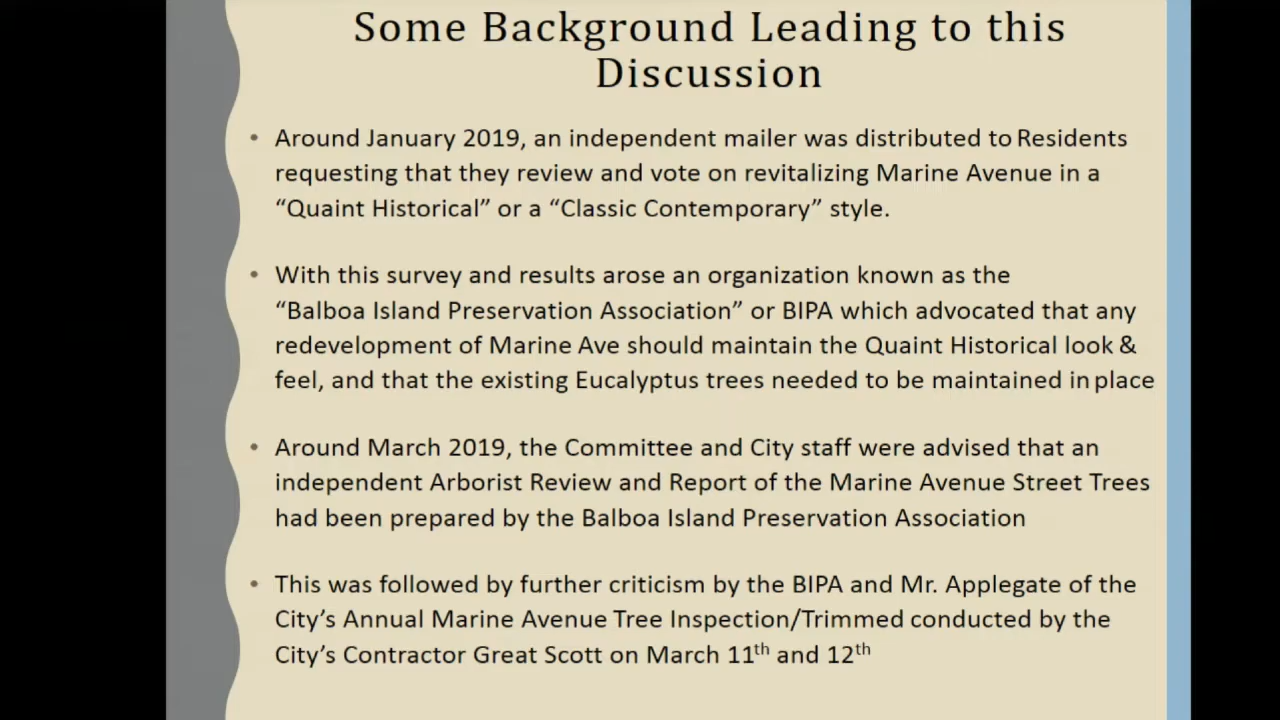 Some Background Leading to this
Discussion
• Around January 2019, an independent mailer was distributed to Residents
requesting that they review and vote on revitalizing Marine Avenue in a
“Quaint Historical” or a “Classic Contemporary” style.
• With this survey and results arose an organization known as the
“Balboa Island Preservation Association” or BIPA which advocated that any
redevelopment of Marine Ave should maintain the Quaint Historical look &
feel, and that the existing Eucalyptus trees needed to be maintained in place
• Around March 2019, the Committee and City staff were advised that an
independent Arborist Review and Report of the Marine Avenue Street Trees
had been prepared by the Balboa Island Preservation Association
• This was followed by further criticism by the BIPA and Mr. Applegate of the
City’s Annual Marine Avenue Tree Inspection/Trimmed conducted by the
City’s Contractor Great Scott on March 11th and 12th